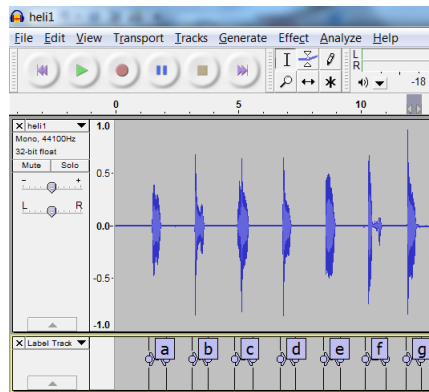 heli1
File Edit View Transport Tracks Generate Effect Analyze Help
L
R
-18
0 5 10
heli1
Mono, 44100Hz
32-bit float
Mute Solo
- +
L R
1.0
0.5-
0.0-
-0.5-
-1.0
Label Track
a b c d e f g